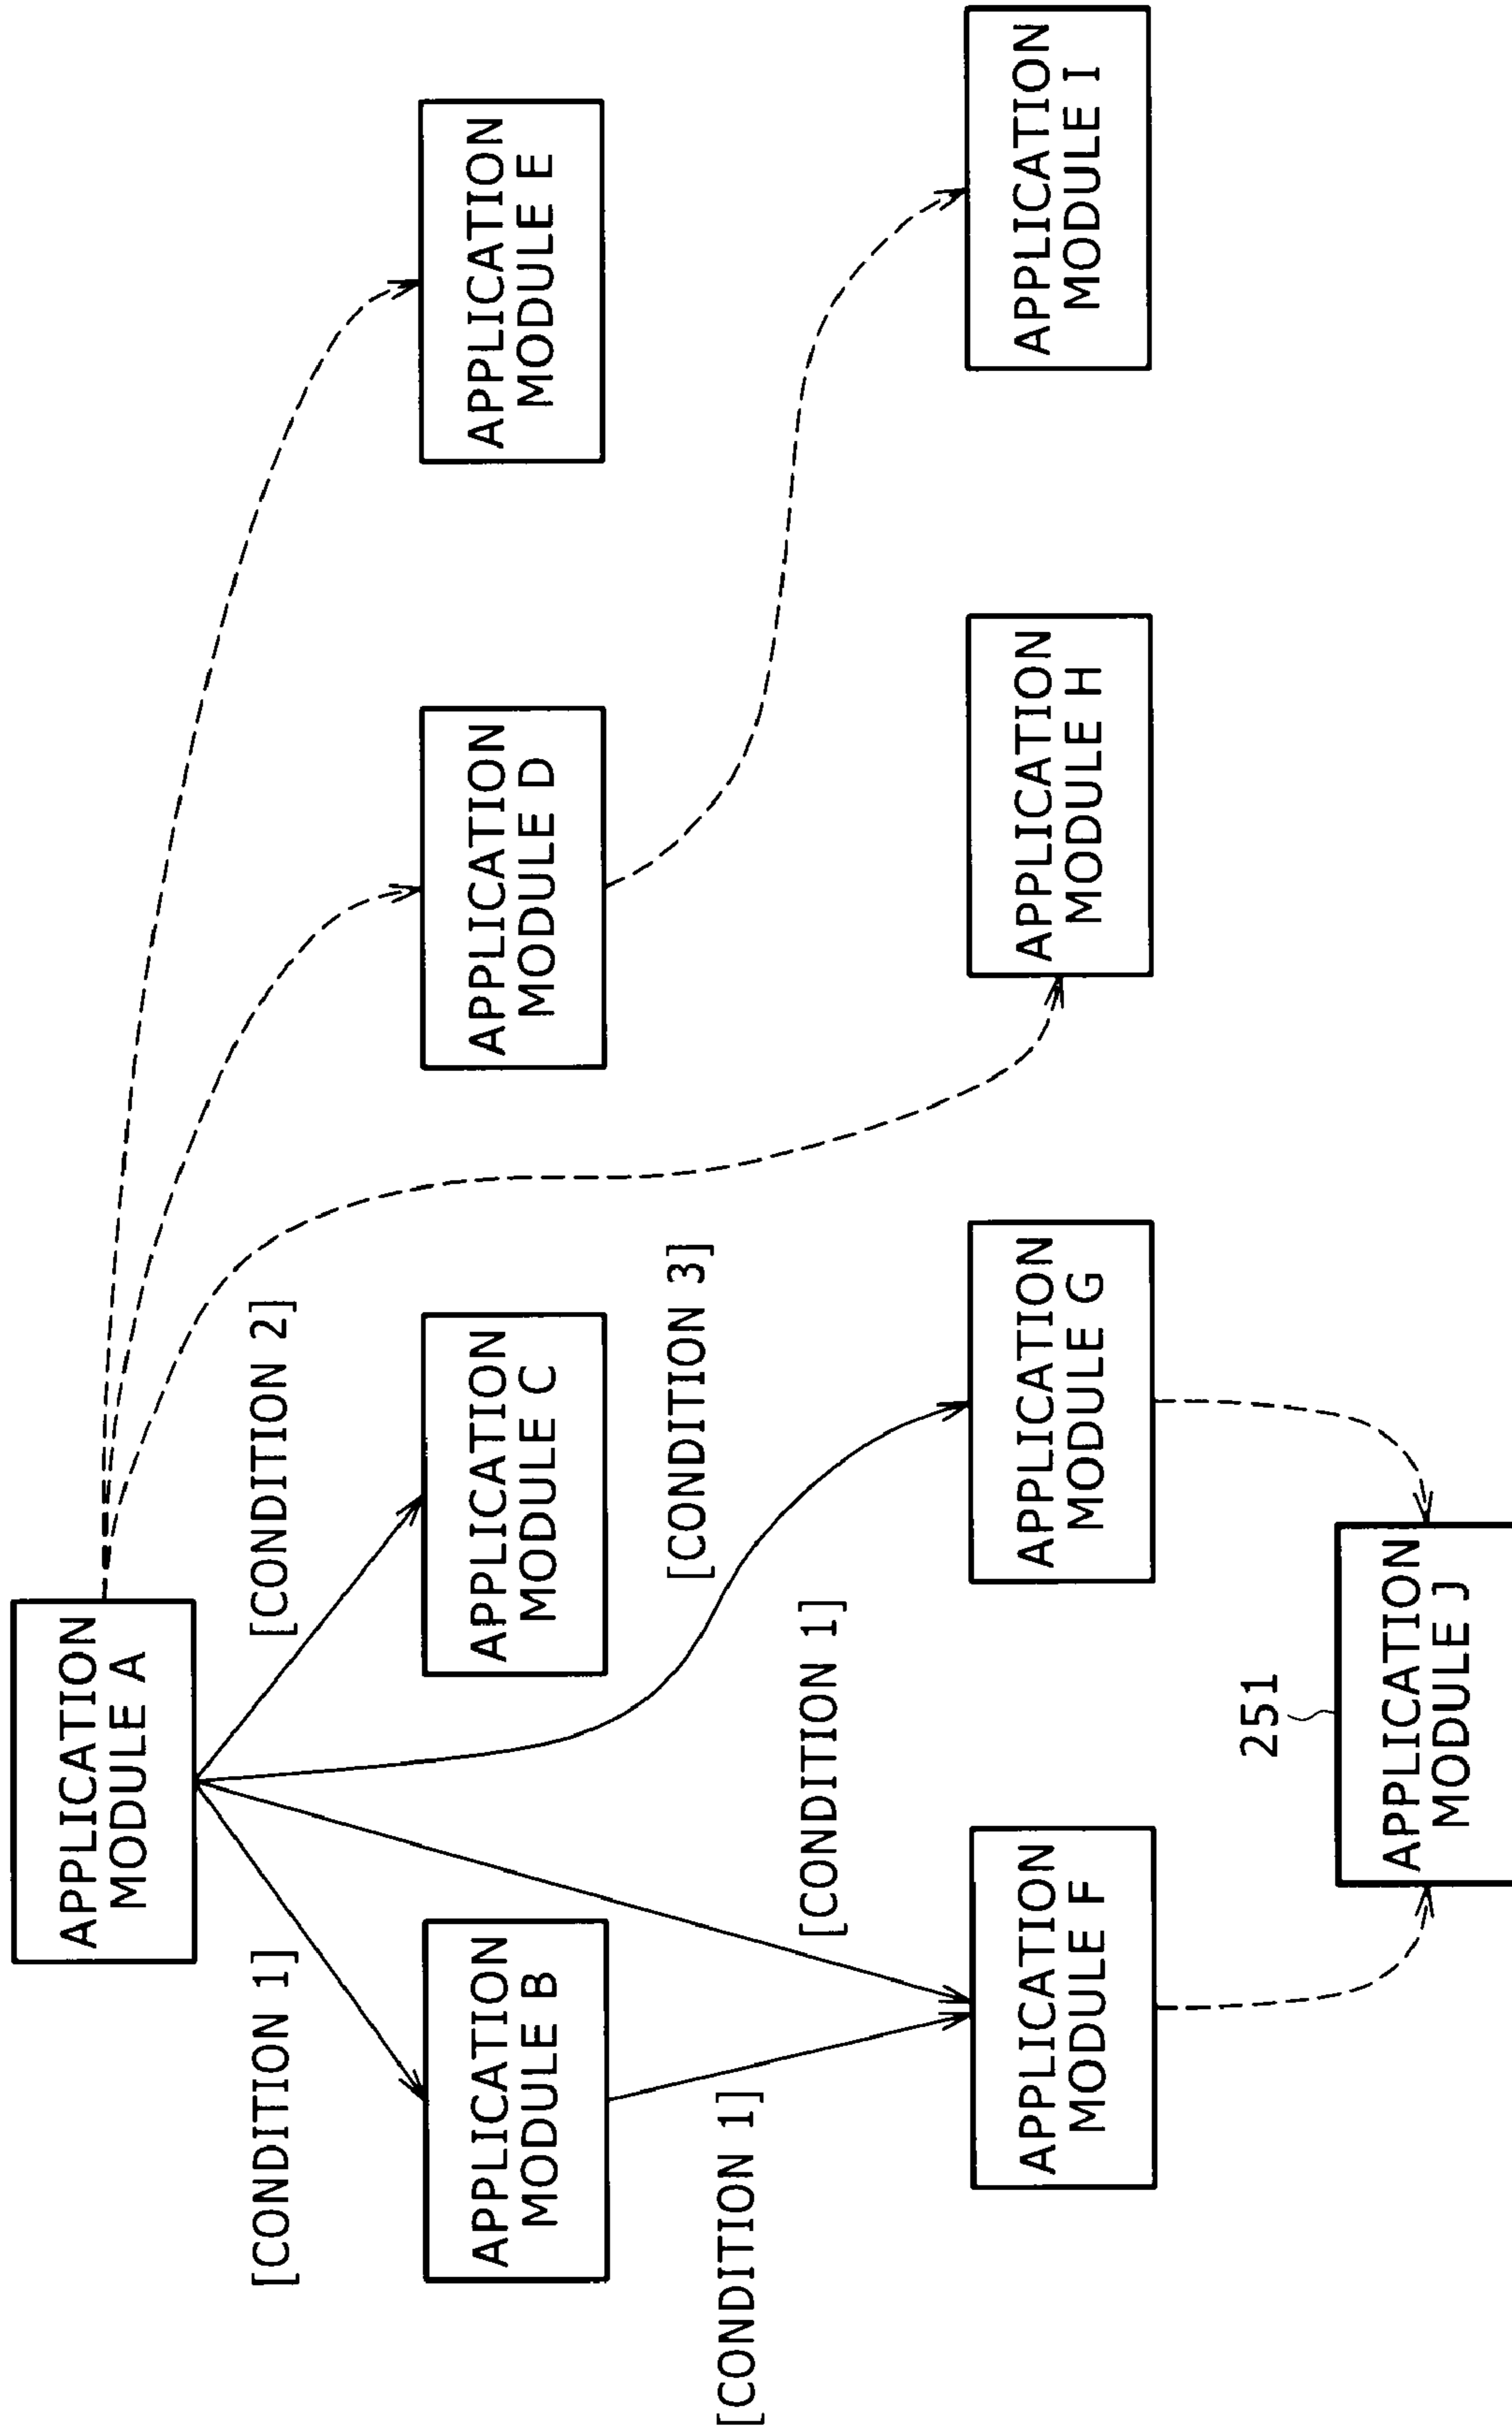 APPLICATION
MODULE A
[CONDITION 1]
[CONDITION 2]
APPLICATION
MODULE B
APPLICATION
MODULE C
APPLICATION
MODULE D
APPLICATION
MODULE E
[CONDITION 1]
[CONDITION 1]
[CONDITION 3]
APPLICATION
MODULE F
APPLICATION
MODULE G
APPLICATION
MODULE H
APPLICATION
MODULE I
251
APPLICATION
MODULE J